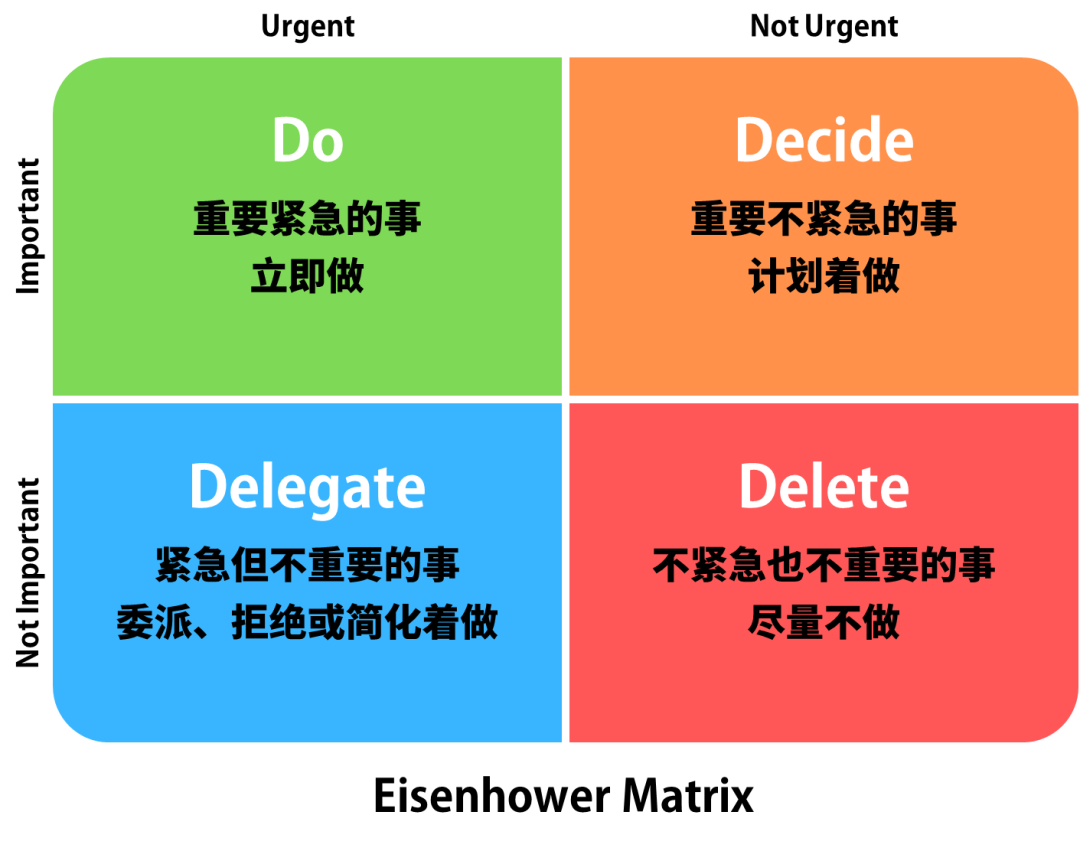 Urgent
Not Urgent
Important
Do
重要紧急的事
立即做
Decide
重要不紧急的事
计划着做
Not Important
Delegate
紧急但不重要的事
委派、拒绝或简化着做
Delete
不紧急也不重要的事
尽量不做
Eisenhower Matrix